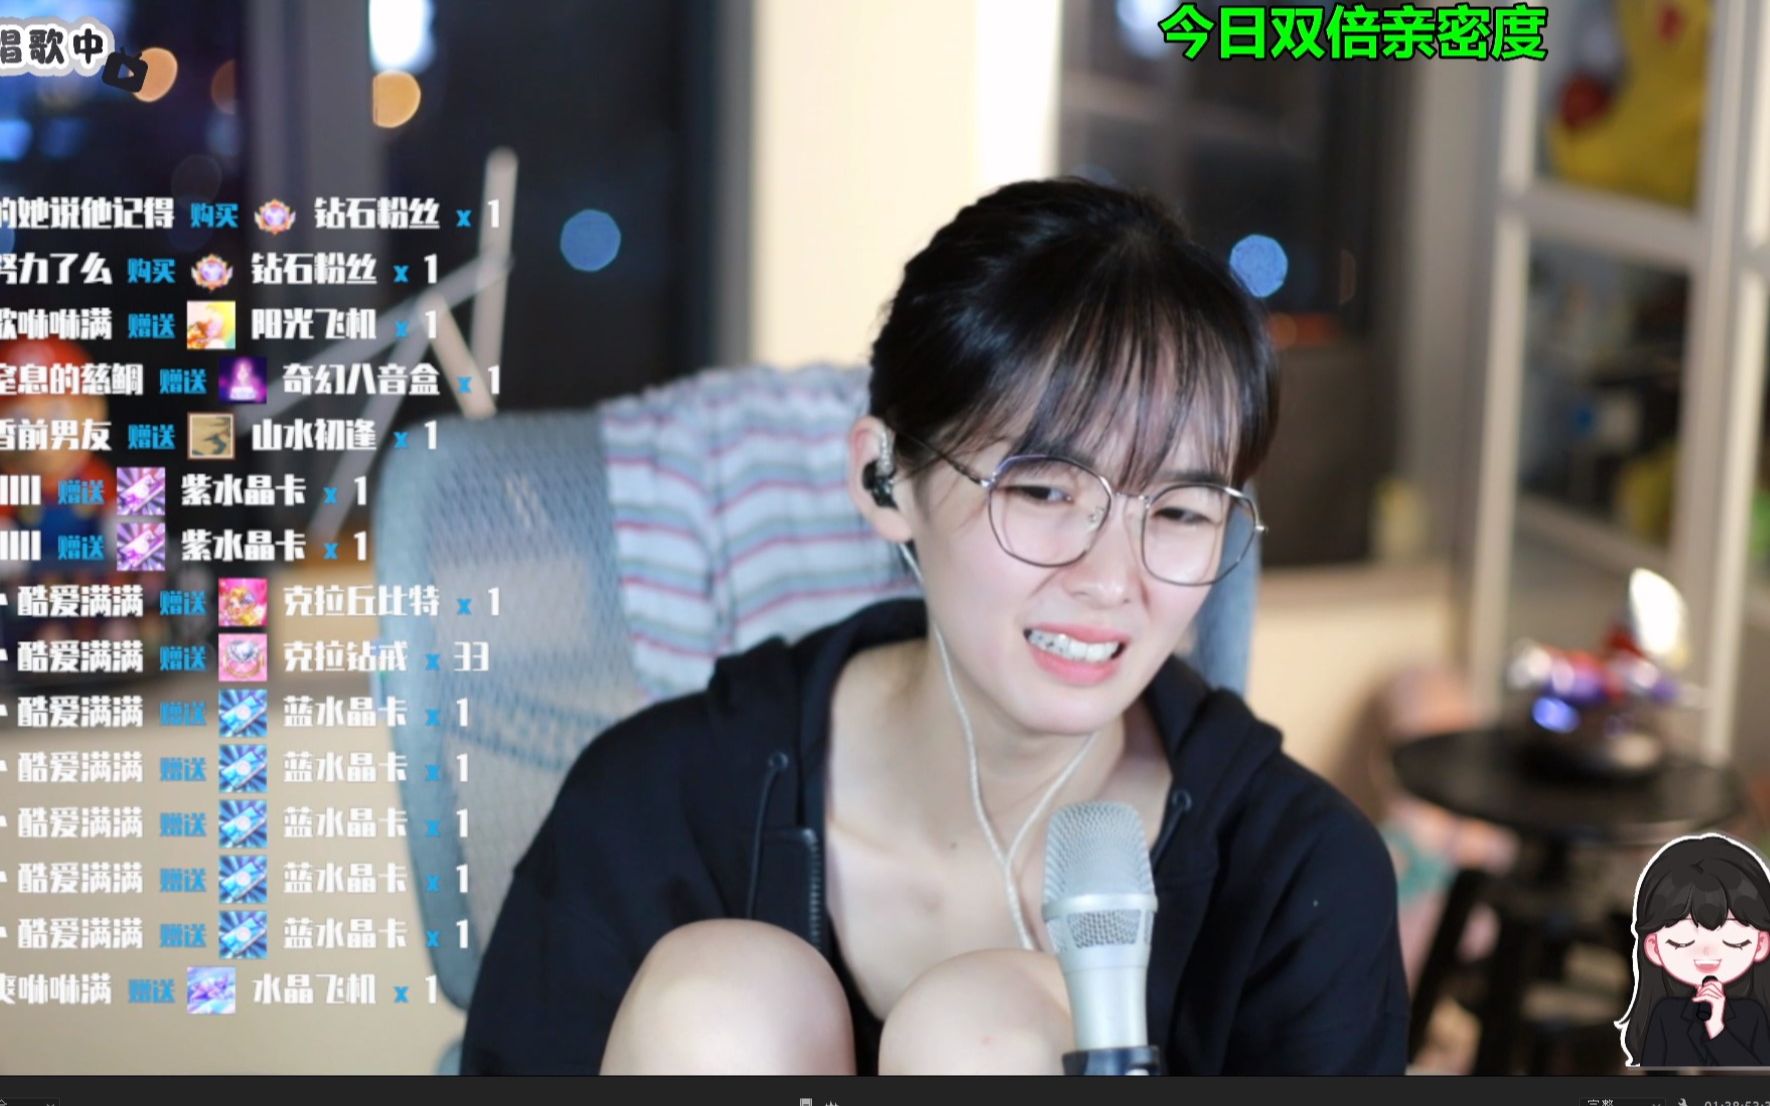 唱歌中
今日双倍亲密度
的她说他记得 购买 钻石粉丝 x 1
努力了么 购买 钻石粉丝 x 1
歌咻咻满 赠送 阳光飞机 x 1
窒息的慈鲷 赠送 奇幻八音盒 x 1
香前男友 赠送 山水初逢 x 1
赠送 紫水晶卡 x 1
赠送 紫水晶卡 x 1
酷爱满满 赠送 克拉丘比特 x 1
酷爱满满 赠送 克拉钻戒 x 33
酷爱满满 赠送 蓝水晶卡 x 1
酷爱满满 赠送 蓝水晶卡 x 1
酷爱满满 赠送 蓝水晶卡 x 1
酷爱满满 赠送 蓝水晶卡 x 1
酷爱满满 赠送 蓝水晶卡 x 1
爽咻咻满 赠送 水晶飞机 x 1
完整